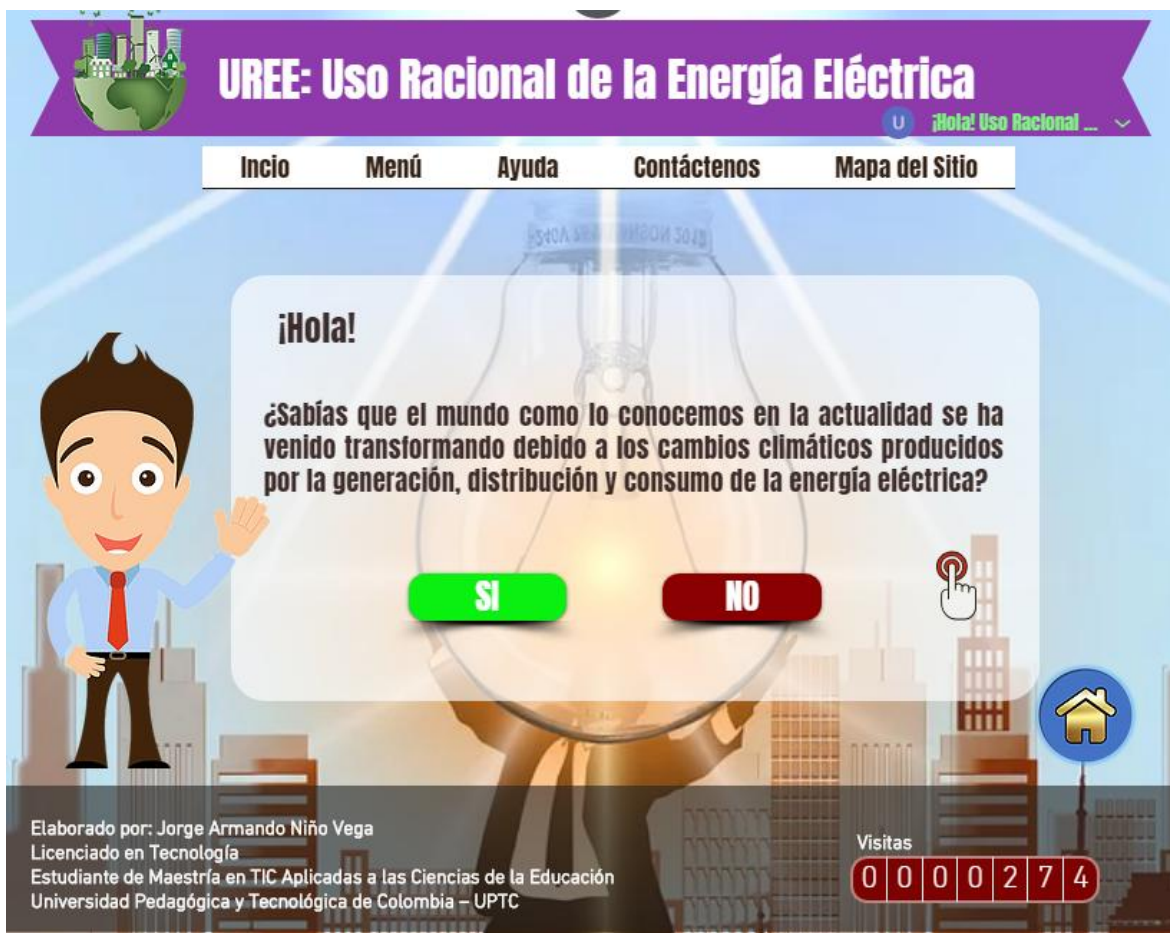 UREE: Uso Racional de la Energía Eléctrica
U ¡Hola! Uso Racional ...
Incio Menú Ayuda Contáctenos Mapa del Sitio
¡Hola!
¿Sabías que el mundo como lo conocemos en la actualidad se ha
venido transformando debido a los cambios climáticos producidos
por la generación, distribución y consumo de la energía eléctrica?
SI NO
Elaborado por: Jorge Armando Niño Vega
Licenciado en Tecnología
Estudiante de Maestría en TIC Aplicadas a las Ciencias de la Educación
Universidad Pedagógica y Tecnológica de Colombia – UPTC
Visitas
0 0 0 0 2 7 4